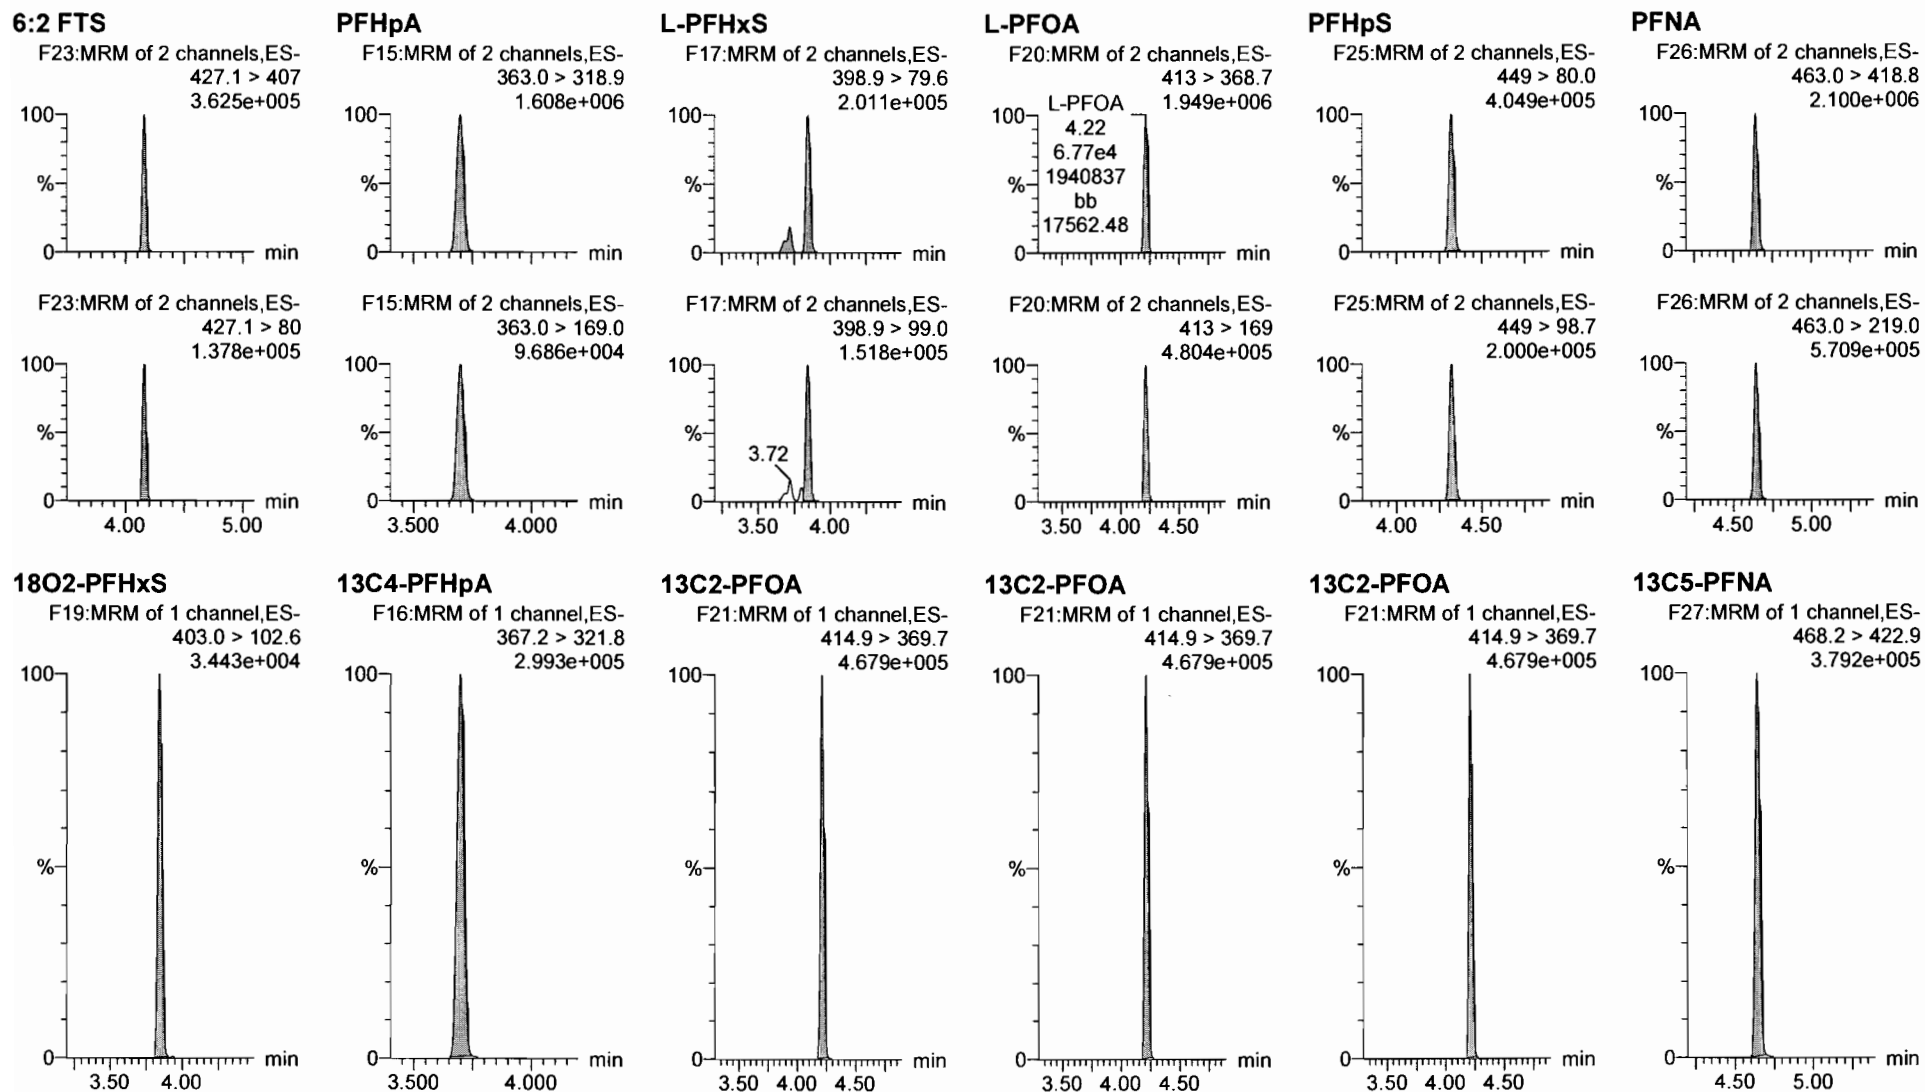 6:2 FTS
F23:MRM of 2 channels,ES-
427.1 > 407
3.625e+005
100
%
0
min
F23:MRM of 2 channels,ES-
427.1 > 80
1.378e+005
100
%
0
min
4.00 5.00
PFHpA
F15:MRM of 2 channels,ES-
363.0 > 318.9
1.608e+006
100
%
0
min
F15:MRM of 2 channels,ES-
363.0 > 169.0
9.686e+004
100
%
0
min
3.500 4.000
L-PFHxS
F17:MRM of 2 channels,ES-
398.9 > 79.6
2.011e+005
100
%
0
min
F17:MRM of 2 channels,ES-
398.9 > 99.0
1.518e+005
100
%
3.72
0
min
3.50 4.00
L-PFOA
F20:MRM of 2 channels,ES-
413 > 368.7
1.949e+006
L-PFOA
4.22
6.77e4
1940837
bb
17562.48
100
%
0
min
F20:MRM of 2 channels,ES-
413 > 169
4.804e+005
100
%
0
min
3.50 4.00 4.50
PFHpS
F25:MRM of 2 channels,ES-
449 > 80.0
4.049e+005
100
%
0
min
F25:MRM of 2 channels,ES-
449 > 98.7
2.000e+005
100
%
0
min
4.00 4.50
PFNA
F26:MRM of 2 channels,ES-
463.0 > 418.8
2.100e+006
100
%
0
min
F26:MRM of 2 channels,ES-
463.0 > 219.0
5.709e+005
100
%
0
min
4.50 5.00
18O2-PFHxS
F19:MRM of 1 channel,ES-
403.0 > 102.6
3.443e+004
100
%
0
min
3.50 4.00
13C4-PFHpA
F16:MRM of 1 channel,ES-
367.2 > 321.8
2.993e+005
100
%
0
min
3.500 4.000
13C2-PFOA
F21:MRM of 1 channel,ES-
414.9 > 369.7
4.679e+005
100
%
0
min
3.50 4.00 4.50
13C2-PFOA
F21:MRM of 1 channel,ES-
414.9 > 369.7
4.679e+005
100
%
0
min
3.50 4.00 4.50
13C2-PFOA
F21:MRM of 1 channel,ES-
414.9 > 369.7
4.679e+005
100
%
0
min
3.50 4.00 4.50
13C5-PFNA
F27:MRM of 1 channel,ES-
468.2 > 422.9
3.792e+005
100
%
0
min
4.50 5.00